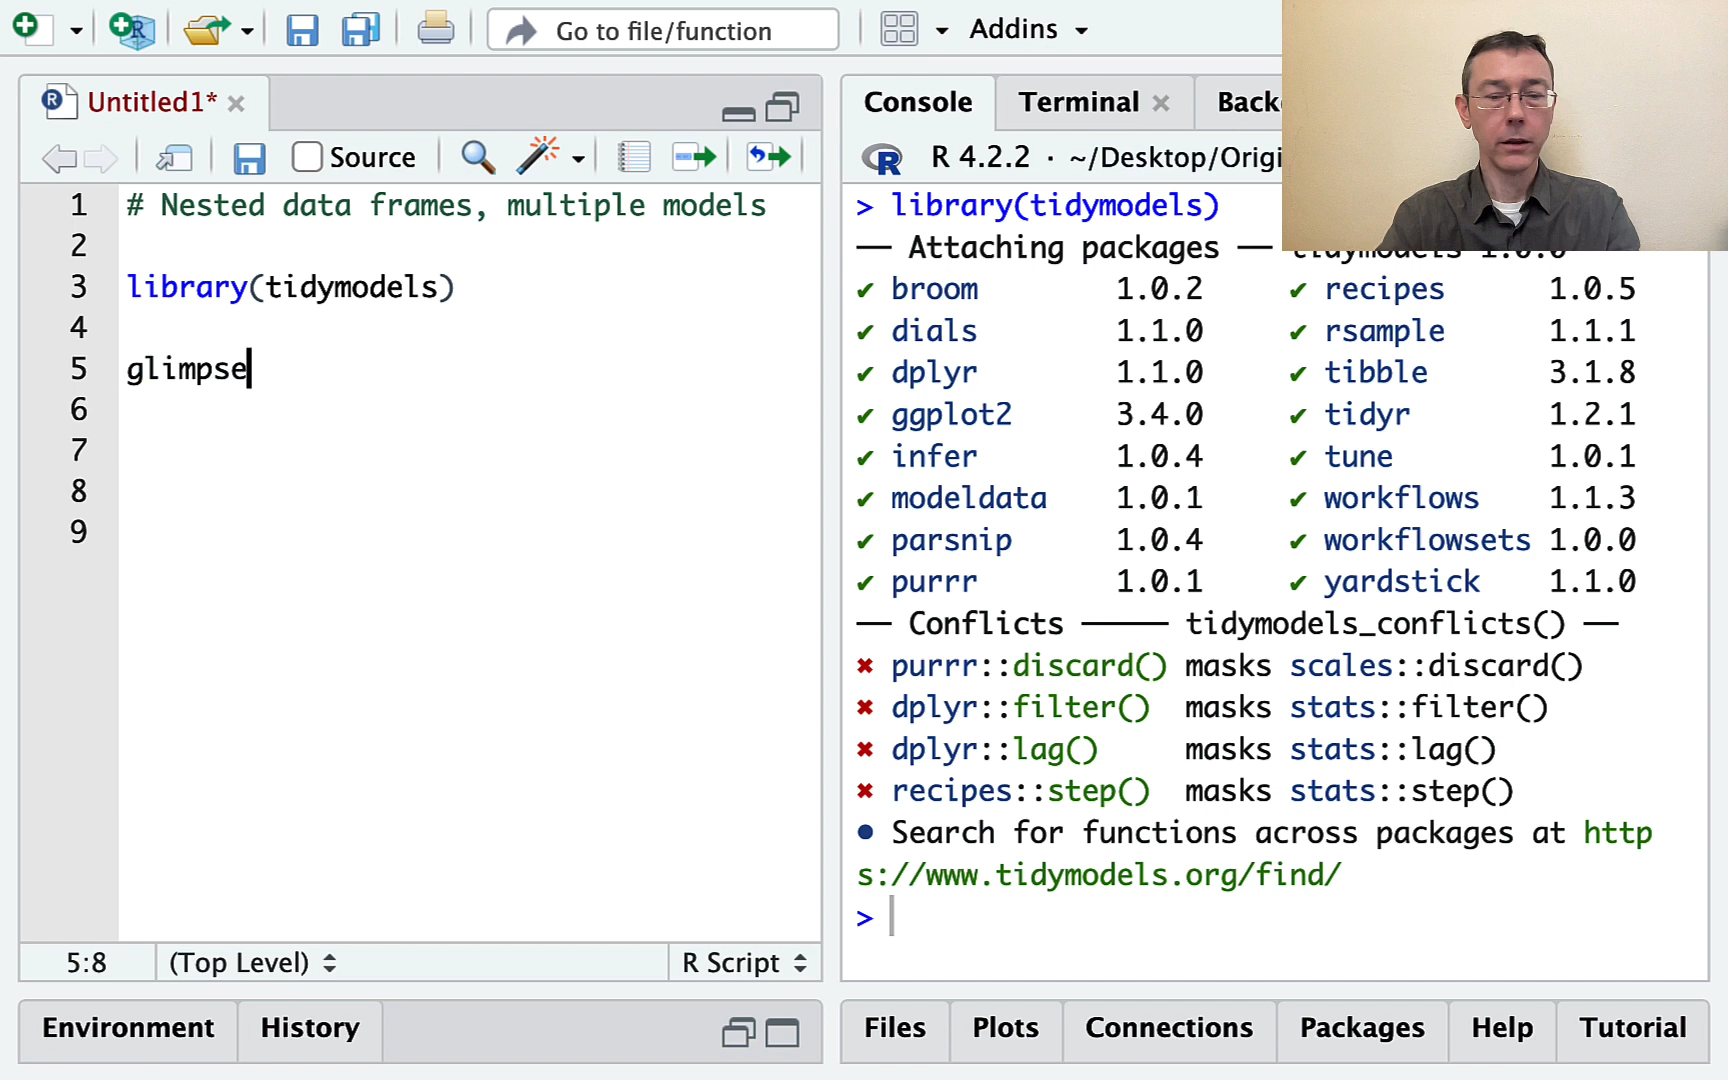 Go to file/function
Addins
Untitled1*
Source
1 # Nested data frames, multiple models
2
3 library(tidymodels)
4
5 glimpse
6
7
8
9
5:8 (Top Level) R Script
Environment History
Console Terminal
R 4.2.2 · ~/Desktop/Origi
> library(tidymodels)
── Attaching packages ── tidymodels 1.0.0
✔ broom 1.0.2 ✔ recipes 1.0.5
✔ dials 1.1.0 ✔ rsample 1.1.1
✔ dplyr 1.1.0 ✔ tibble 3.1.8
✔ ggplot2 3.4.0 ✔ tidyr 1.2.1
✔ infer 1.0.4 ✔ tune 1.0.1
✔ modeldata 1.0.1 ✔ workflows 1.1.3
✔ parsnip 1.0.4 ✔ workflowsets 1.0.0
✔ purrr 1.0.1 ✔ yardstick 1.1.0
── Conflicts ───── tidymodels_conflicts() ──
✖ purrr::discard() masks scales::discard()
✖ dplyr::filter() masks stats::filter()
✖ dplyr::lag() masks stats::lag()
✖ recipes::step() masks stats::step()
● Search for functions across packages at http
s://www.tidymodels.org/find/
>
Files Plots Connections Packages Help Tutorial